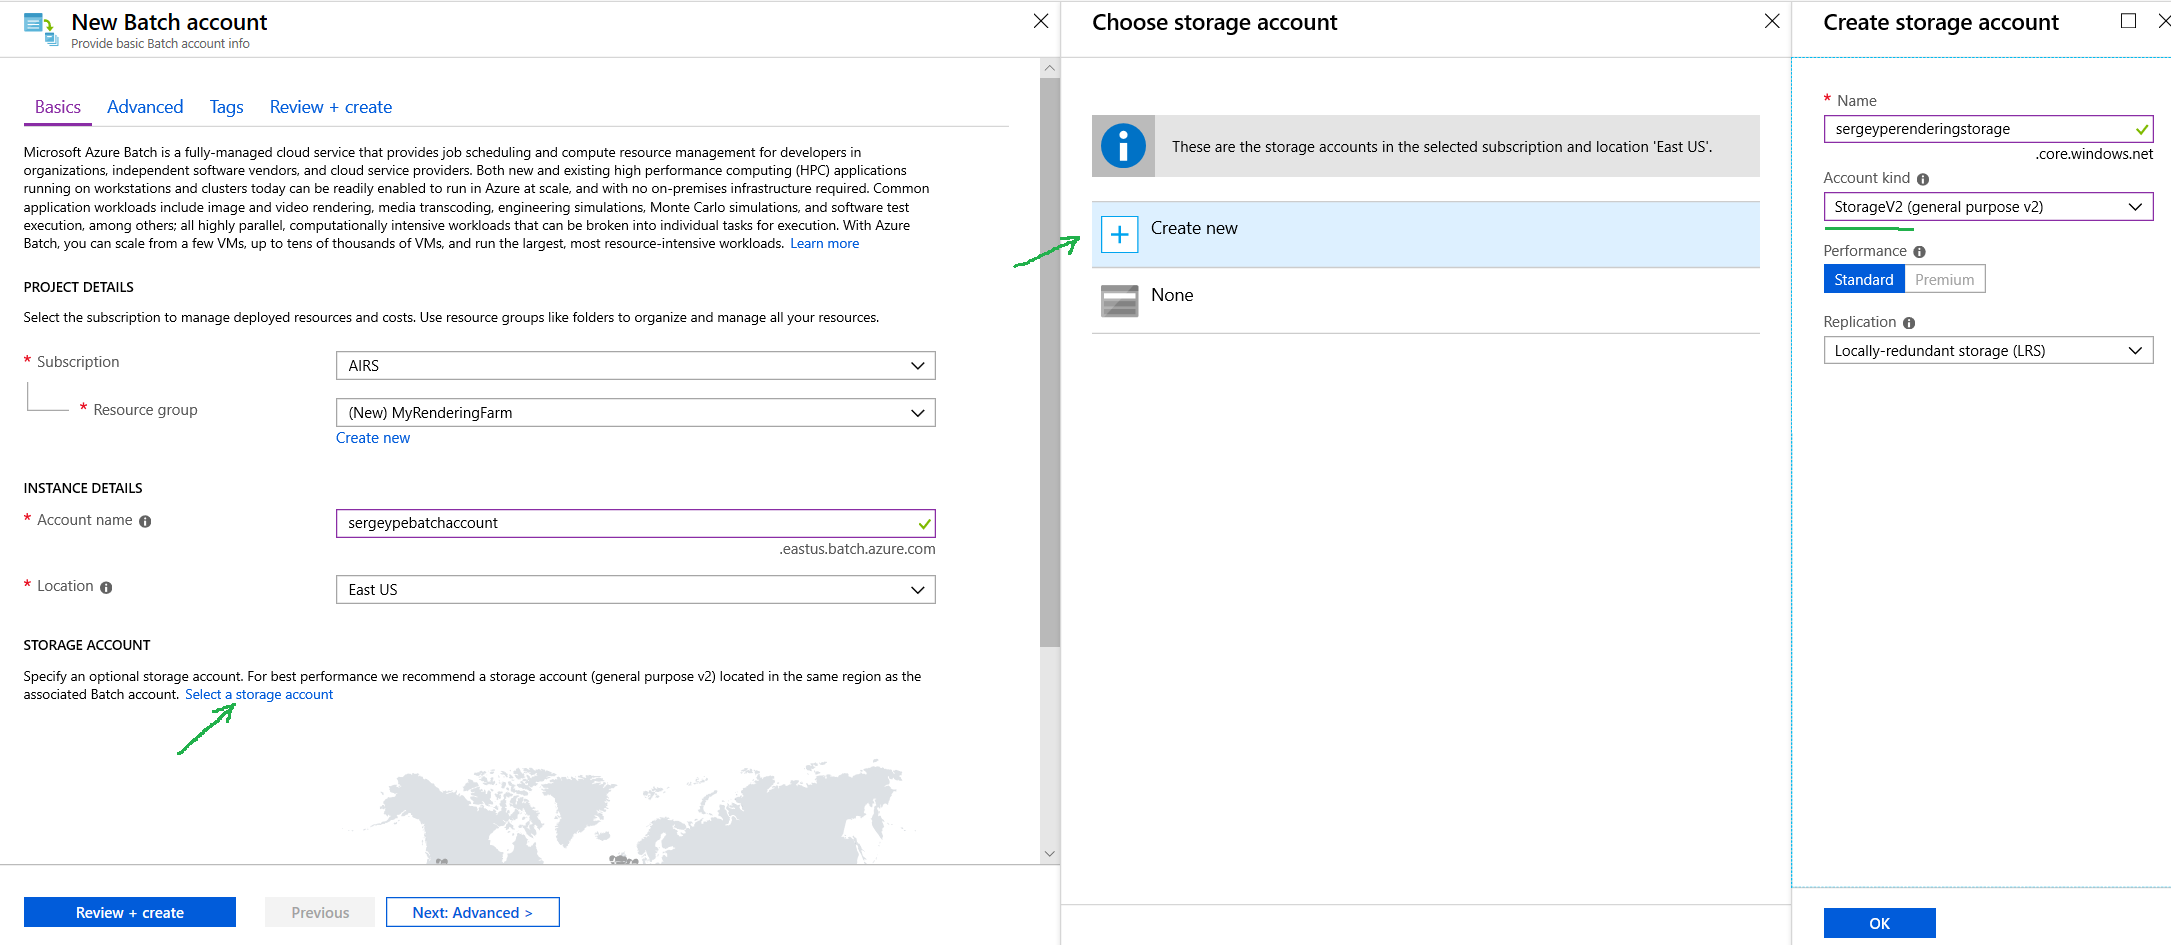 New Batch account
Provide basic Batch account info
Basics
Advanced
Tags
Review + create
Microsoft Azure Batch is a fully-managed cloud service that provides job scheduling and compute resource management for developers in
organizations, independent software vendors, and cloud service providers. Both new and existing high performance computing (HPC) applications
running on workstations and clusters today can be readily enabled to run in Azure at scale, and with no on-premises infrastructure required. Common
application workloads include image and video rendering, media transcoding, engineering simulations, Monte Carlo simulations, and software test
execution, among others; all highly parallel, computationally intensive workloads that can be broken into individual tasks for execution. With Azure
Batch, you can scale from a few VMs, up to tens of thousands of VMs, and run the largest, most resource-intensive workloads. Learn more
PROJECT DETAILS
Select the subscription to manage deployed resources and costs. Use resource groups like folders to organize and manage all your resources.
* Subscription
AIRS
* Resource group
(New) MyRenderingFarm
Create new
INSTANCE DETAILS
* Account name
sergeypebatchaccount
.eastus.batch.azure.com
* Location
East US
STORAGE ACCOUNT
Specify an optional storage account. For best performance we recommend a storage account (general purpose v2) located in the same region as the
associated Batch account. Select a storage account
Review + create
Previous
Next: Advanced >
Choose storage account
These are the storage accounts in the selected subscription and location 'East US'.
Create new
None
Create storage account
* Name
sergeyperenderingstorage
.core.windows.net
Account kind
StorageV2 (general purpose v2)
Performance
Standard
Premium
Replication
Locally-redundant storage (LRS)
OK